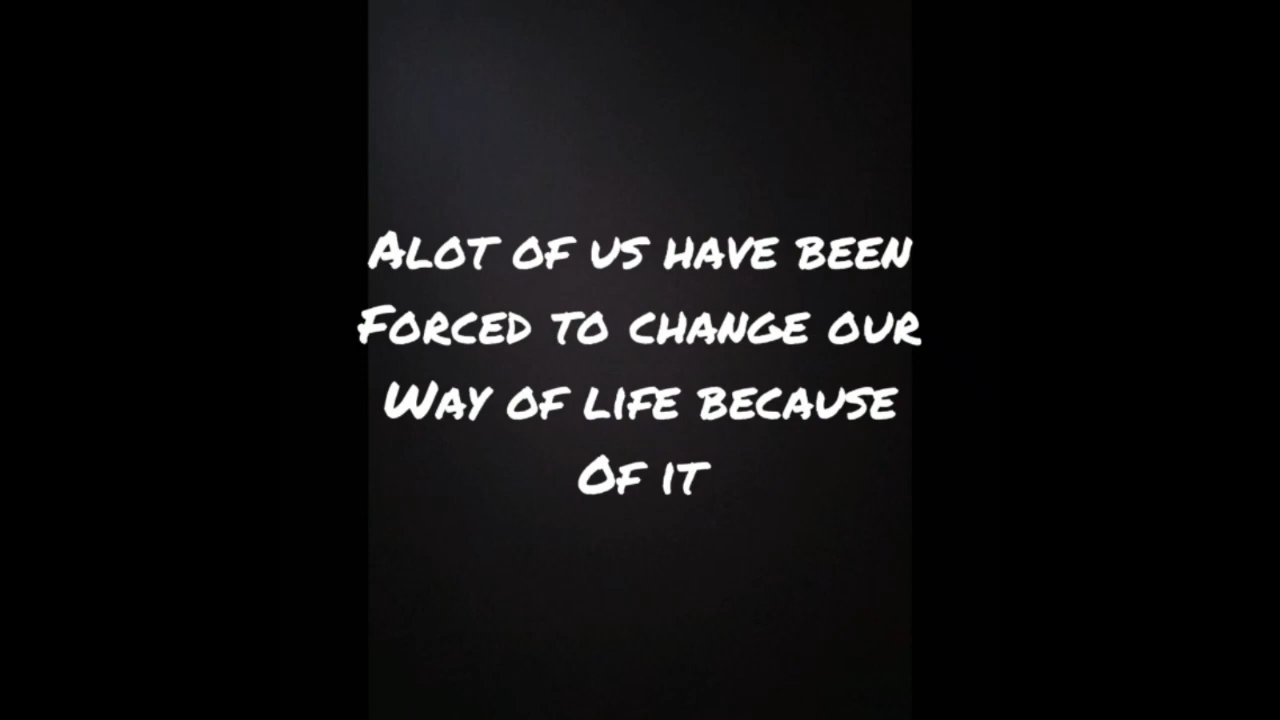 Alot of us have been
Forced to change our
Way of life because
Of it